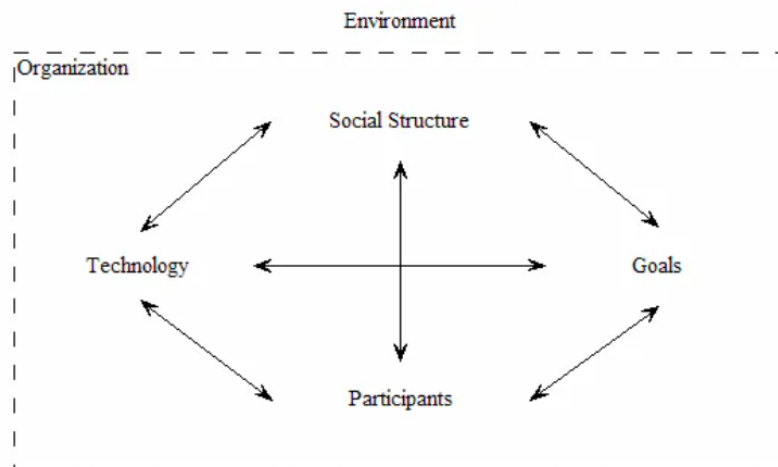 Environment
Organization
Social Structure
Technology
Goals
Participants